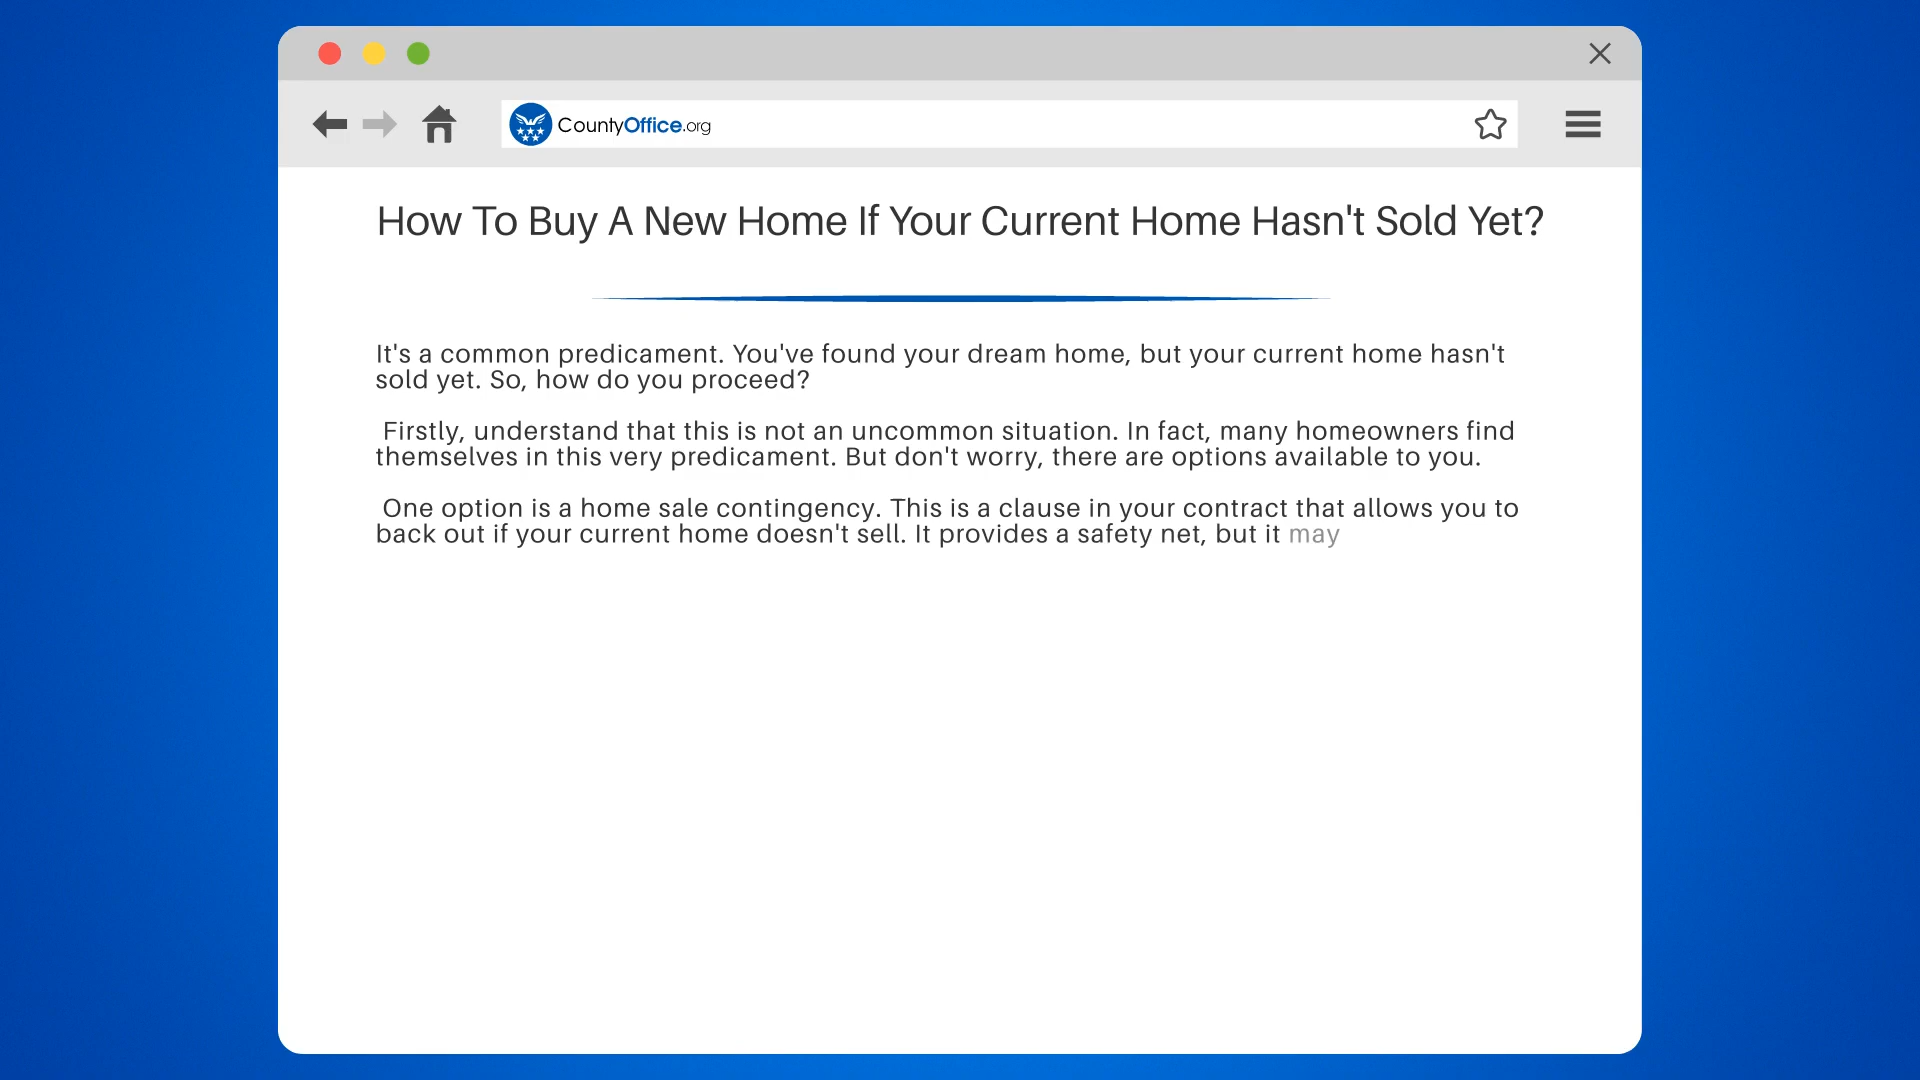 CountyOffice.org
How To Buy A New Home If Your Current Home Hasn't Sold Yet?
It's a common predicament. You've found your dream home, but your current home hasn't
sold yet. So, how do you proceed?
Firstly, understand that this is not an uncommon situation. In fact, many homeowners find
themselves in this very predicament. But don't worry, there are options available to you.
One option is a home sale contingency. This is a clause in your contract that allows you to
back out if your current home doesn't sell. It provides a safety net, but it may